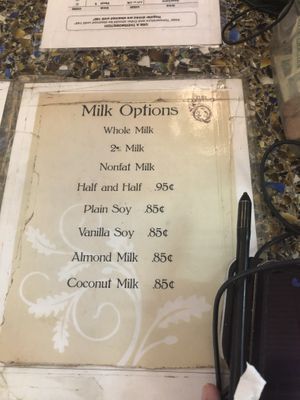 Milk Options
Whole Milk
2% Milk
Nonfat Milk
Half and Half .95¢
Plain Soy .85¢
Vanilla Soy .85¢
Almond Milk .85¢
Coconut Milk .85¢